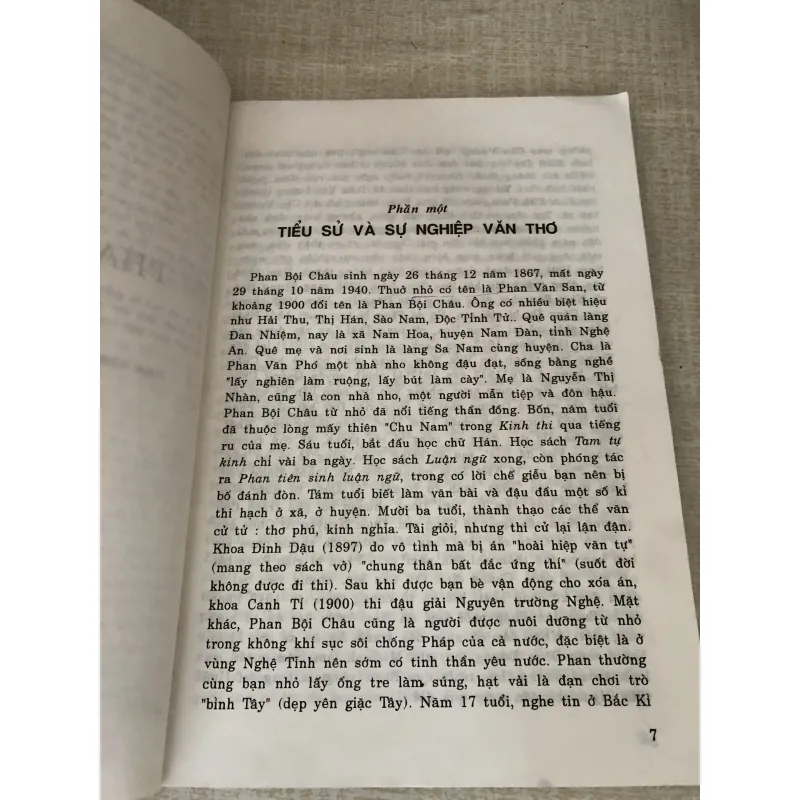 Phần một
TIỂU SỬ VÀ SỰ NGHIỆP VĂN THƠ
Phan Bội Châu sinh ngày 26 tháng 12 năm 1867, mất ngày
29 tháng 10 năm 1940. Thuở nhỏ có tên là Phan Văn San, từ
khoảng 1900 đổi tên là Phan Bội Châu. Ông có nhiều biệt hiệu
như Hải Thu, Thị Hán, Sào Nam, Độc Tỉnh Tử.. Quê quán làng
Đan Nhiệm, nay là xã Nam Hoa, huyện Nam Đàn, tỉnh Nghệ
An. Quê mẹ và nơi sinh là làng Sa Nam cùng huyện. Cha là
Phan Văn Phổ một nhà nho không đậu đạt, sống bằng nghề
"lấy nghiên làm ruộng, lấy bút làm cày". Mẹ là Nguyễn Thị
Nhàn, cũng là con nhà nho, một người mẫn tiệp và đôn hậu.
Phan Bội Châu từ nhỏ đã nổi tiếng thần đồng. Bốn, năm tuổi
đã thuộc lòng mấy thiên "Chu Nam" trong Kinh thi qua tiếng
ru của mẹ. Sáu tuổi, bắt đầu học chữ Hán. Học sách Tam tự
kinh chỉ vài ba ngày. Học sách Luận ngữ xong, còn phóng tác
ra Phan tiên sinh luận ngữ, trong có lời chế giễu bạn nên bị
bố đánh đòn. Tám tuổi biết làm văn bài và đậu đầu một số kì
thi hạch ở xã, ở huyện. Mười ba tuổi, thành thạo các thể văn
cử tử : thơ phú, kinh nghĩa. Tài giỏi, nhưng thi cử lại lận đận.
Khoa Đinh Dậu (1897) do vô tình mà bị án "hoài hiệp văn tự"
(mang theo sách vở) "chung thân bất đắc ứng thí" (suốt đời
không được đi thi). Sau khi được bạn bè vận động cho xóa án,
khoa Canh Tí (1900) thi đậu giải Nguyên trường Nghệ. Mặt
khác, Phan Bội Châu cũng là người được nuôi dưỡng từ nhỏ
trong không khí sục sôi chống Pháp của cả nước, đặc biệt là ở
vùng Nghệ Tĩnh nên sớm có tinh thần yêu nước. Phan thường
cùng bạn nhỏ lấy ống tre làm súng, hạt vải là đạn chơi trò
"bình Tây" (dẹp yên giặc Tây). Năm 17 tuổi, nghe tin ở Bắc Kì
7